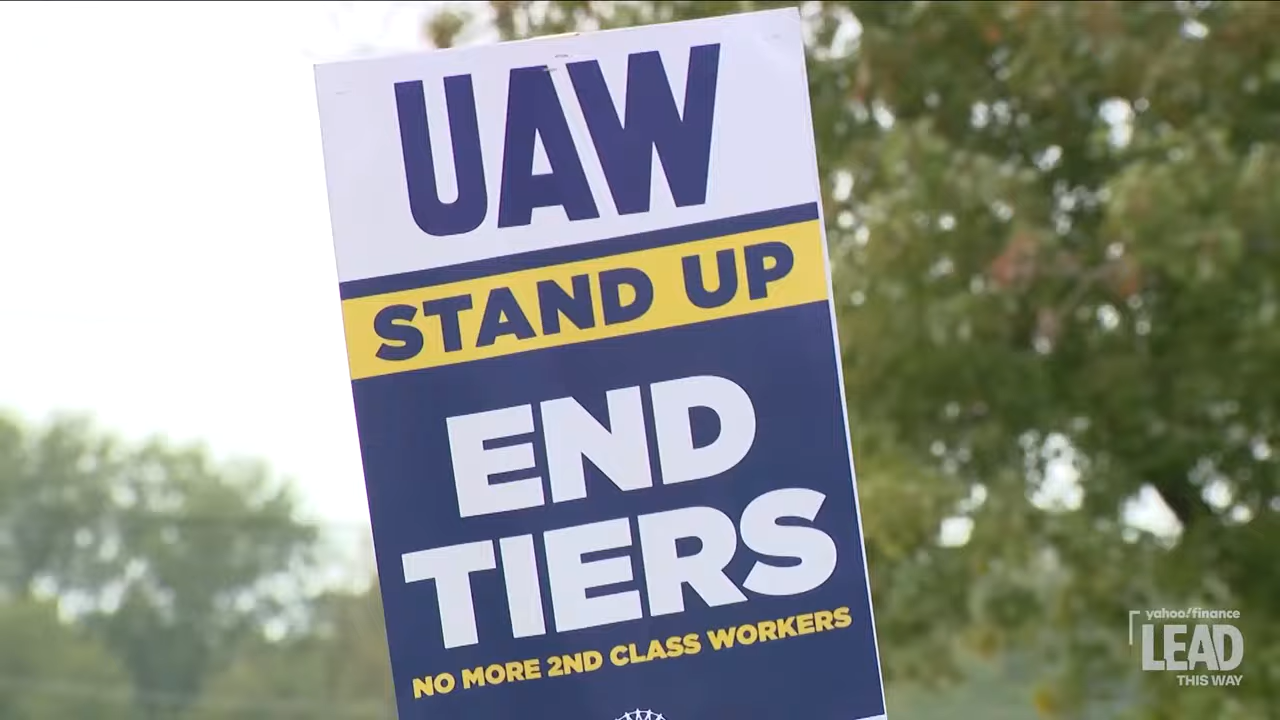 UAW
STAND UP
END
TIERS
NO MORE 2ND CLASS WORKERS
yahoo!finance
LEAD
THIS WAY